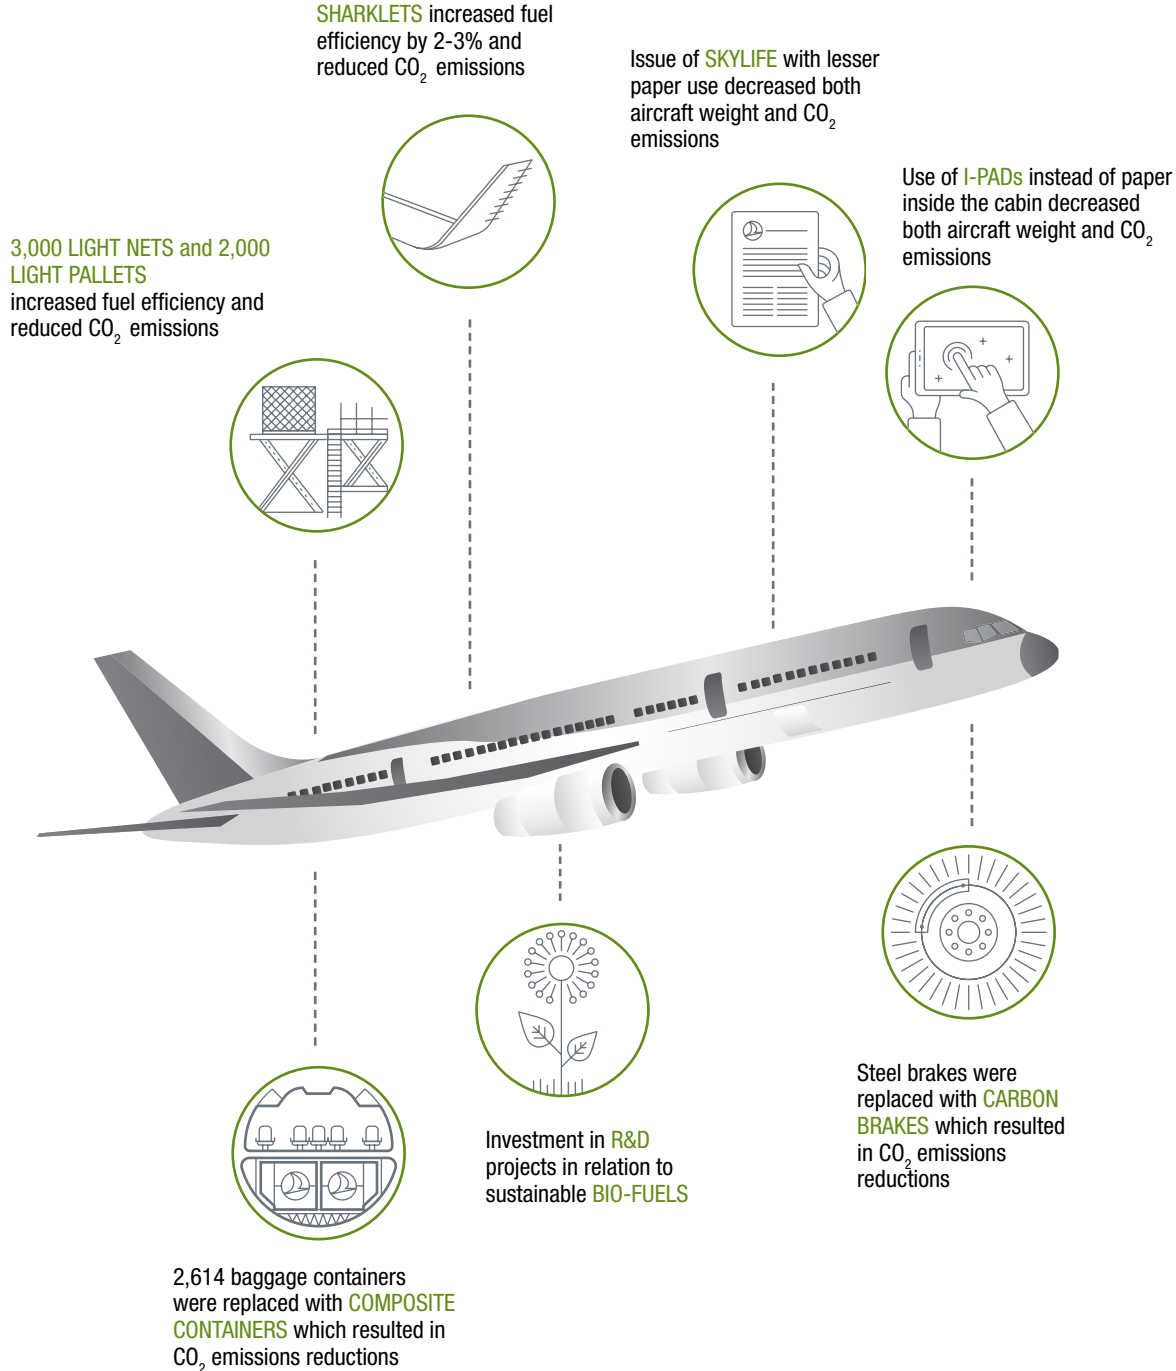 SHARKLETS increased fuel
efficiency by 2-3% and
reduced CO2 emissions
Issue of SKYLIFE with lesser
paper use decreased both
aircraft weight and CO2
emissions
Use of I-PADs instead of paper
inside the cabin decreased
both aircraft weight and CO2
emissions
3,000 LIGHT NETS and 2,000
LIGHT PALLETS
increased fuel efficiency and
reduced CO2 emissions
Steel brakes were
replaced with CARBON
BRAKES which resulted
in CO2 emissions
reductions
Investment in R&D
projects in relation to
sustainable BIO-FUELS
2,614 baggage containers
were replaced with COMPOSITE
CONTAINERS which resulted in
CO2 emissions reductions